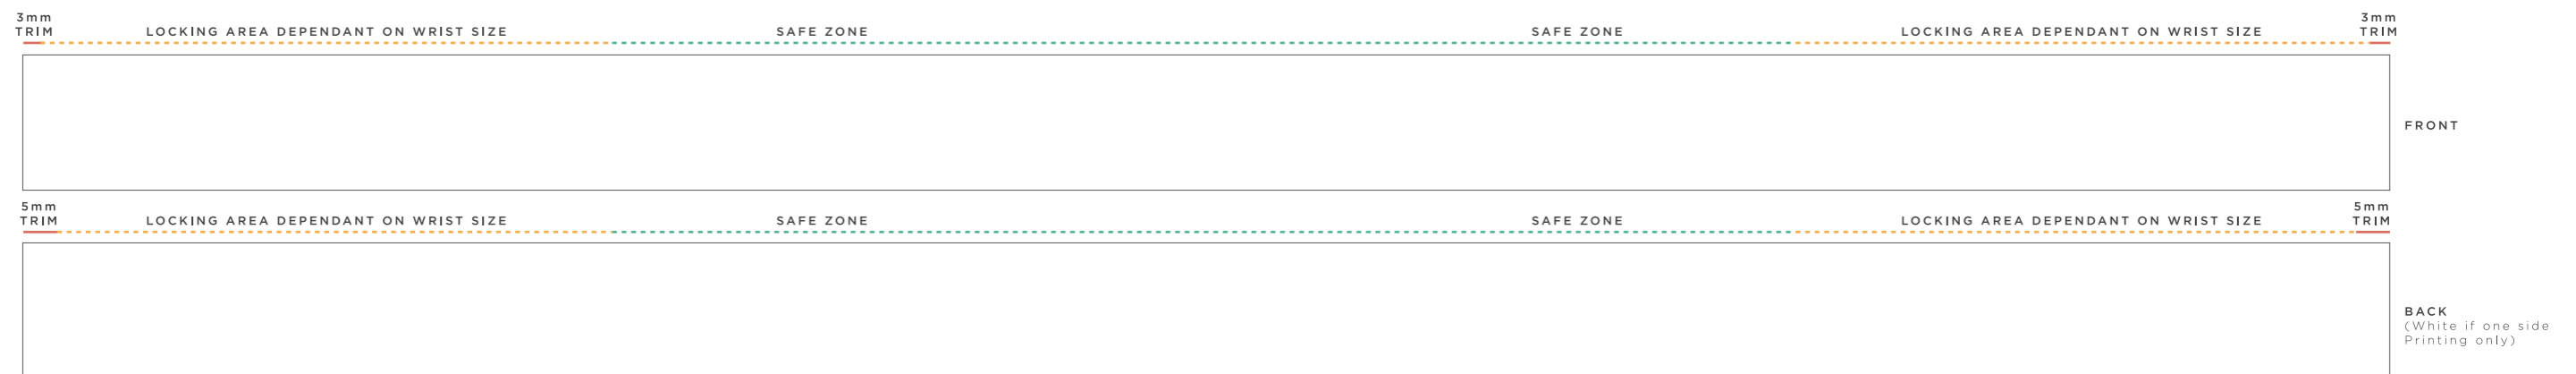 3mm
TRIM
LOCKING AREA DEPENDANT ON WRIST SIZE
SAFE ZONE
SAFE ZONE
LOCKING AREA DEPENDANT ON WRIST SIZE
3mm
TRIM
FRONT
5mm
TRIM
LOCKING AREA DEPENDANT ON WRIST SIZE
SAFE ZONE
SAFE ZONE
LOCKING AREA DEPENDANT ON WRIST SIZE
5mm
TRIM
BACK
(White if one side
Printing only)